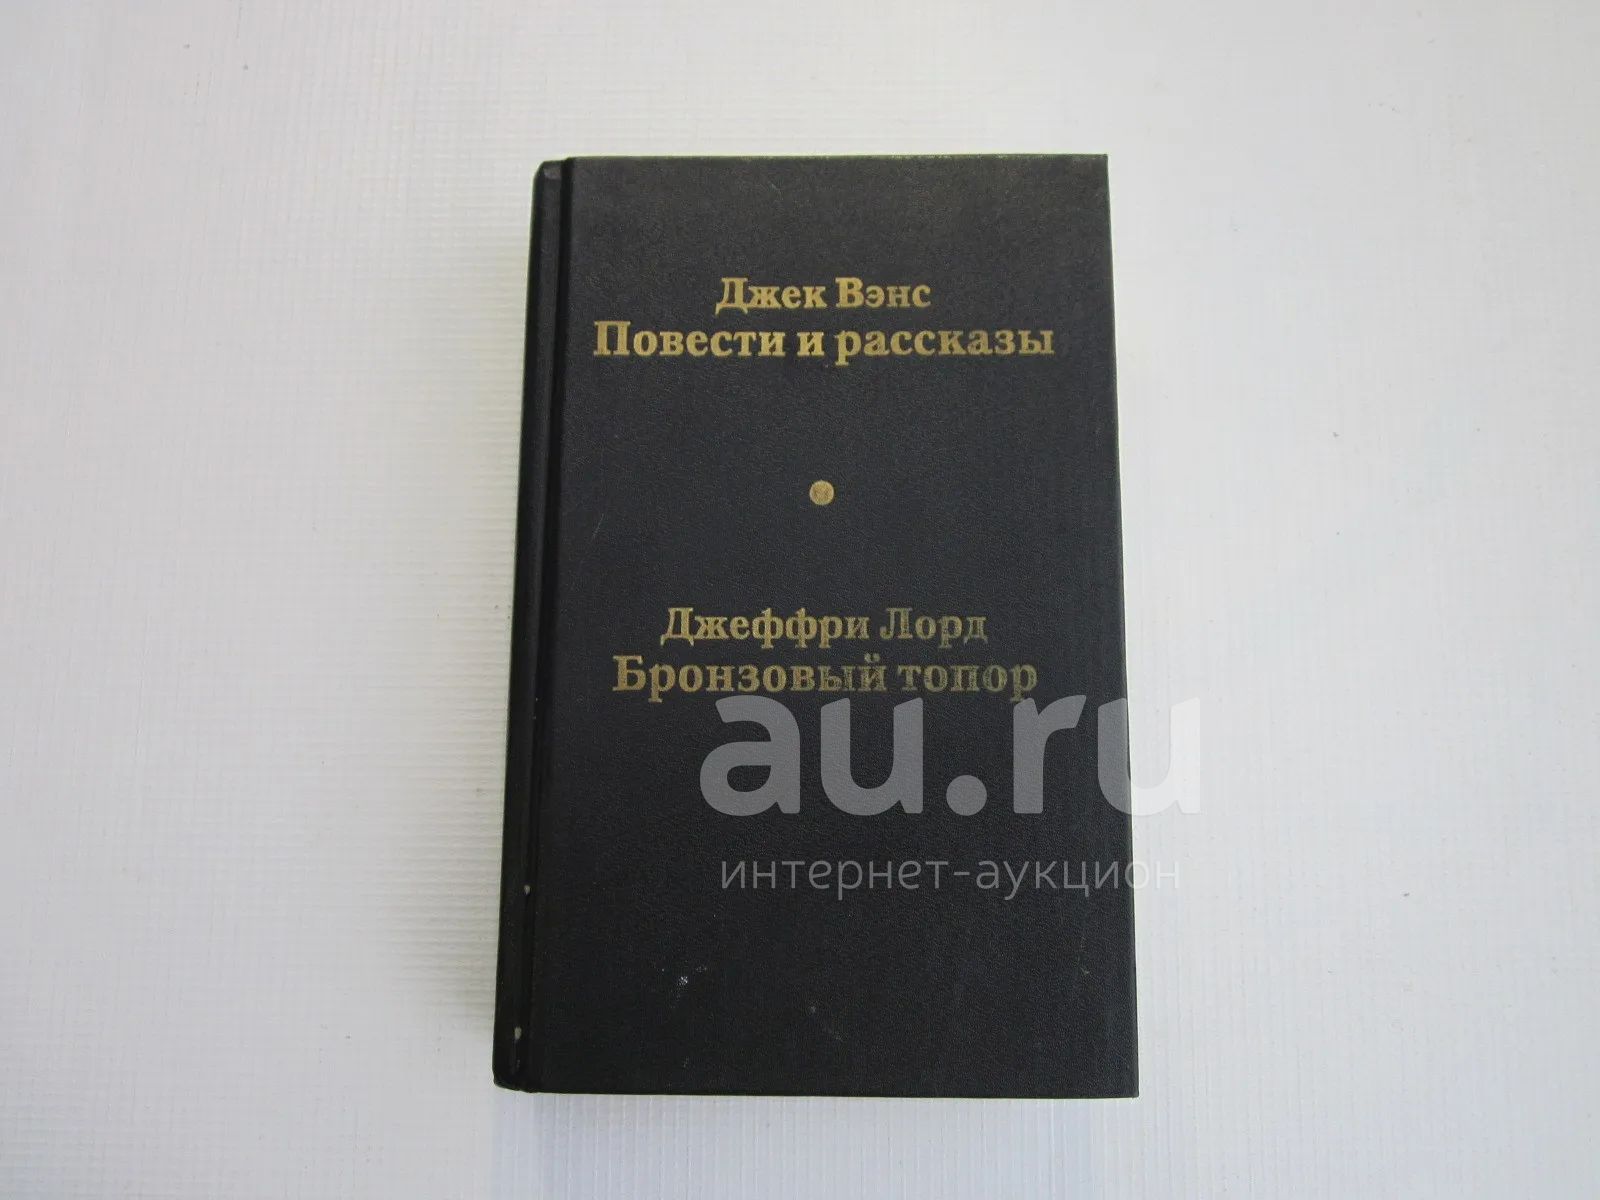 Джек Вэнс
Повести и рассказы
Джеффри Лорд
Бронзовый топор
au.ru
интернет-аукцион